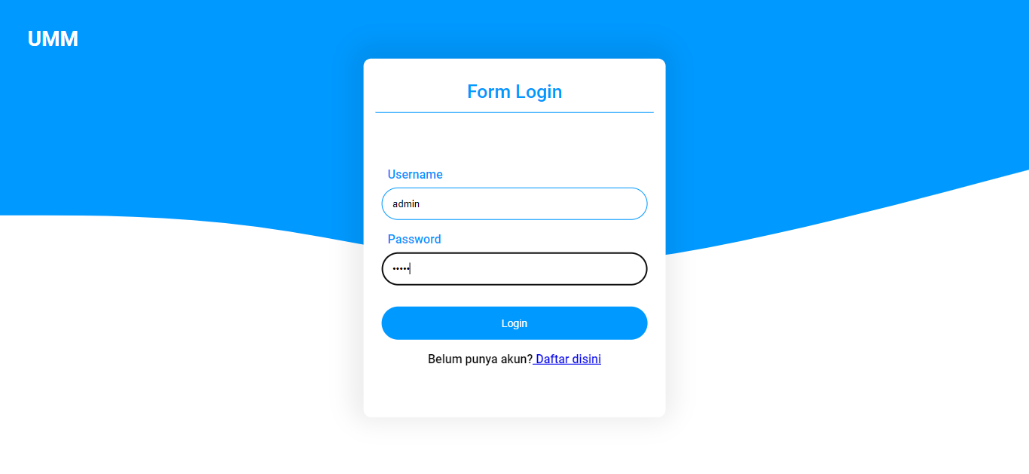 UMM
Form Login
Username
admin
Password
•••••
Login
Belum punya akun? Daftar disini